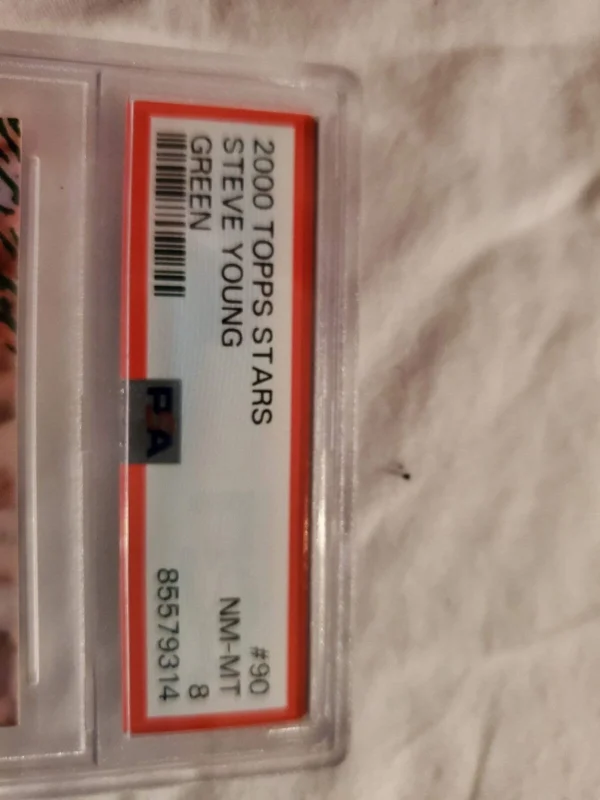 2000 TOPPS STARS #90
STEVE YOUNG NM-MT
GREEN 8
PSA 85579314